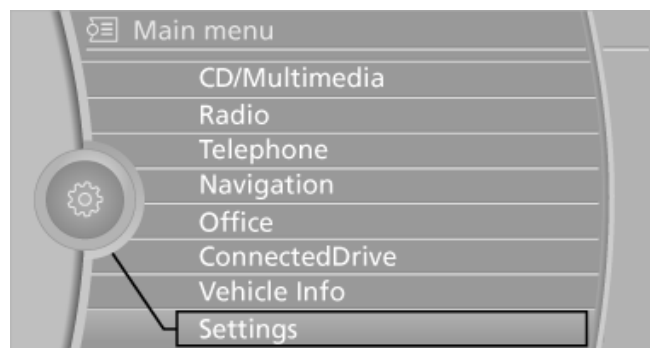 Main menu
CD/Multimedia
Radio
Telephone
Navigation
Office
ConnectedDrive
Vehicle Info
Settings